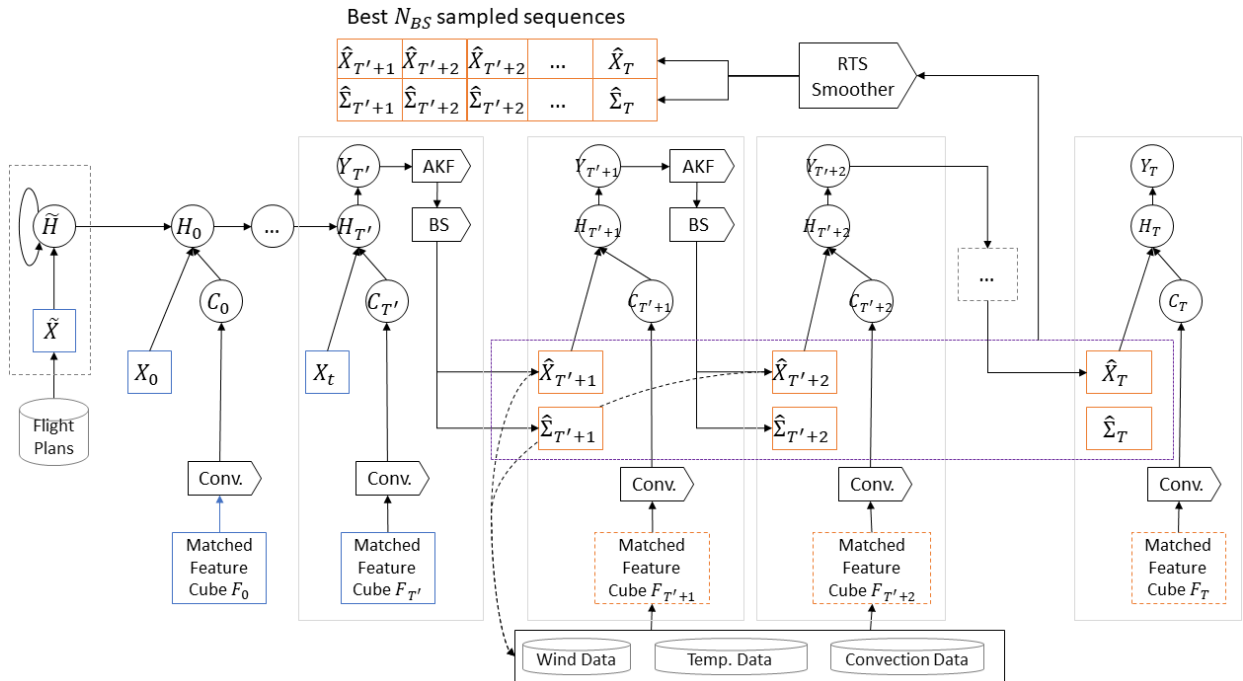 Best N_BS sampled sequences
X̂_T'+1 X̂_T'+2 X̂_T'+2 ... X̂_T
Σ̂_T'+1 Σ̂_T'+2 Σ̂_T'+2 ... Σ̂_T
RTS
Smoother
Y_T' AKF Y_T'+1 AKF Y_T'+2 Y_T
H̃ H_0 ... H_T' BS H_T'+1 BS H_T'+2 H_T
...
C_0 C_T' C_T'+1 C_T'+2 C_T
X̃
X_0 X_t X̂_T'+1 X̂_T'+2 X̂_T
Flight
Plans
Σ̂_T'+1 Σ̂_T'+2 Σ̂_T
Conv. Conv. Conv. Conv. Conv.
Matched
Feature
Cube F_0
Matched
Feature
Cube F_T'
Matched
Feature
Cube F_T'+1
Matched
Feature
Cube F_T'+2
Matched
Feature
Cube F_T
Wind Data Temp. Data Convection Data